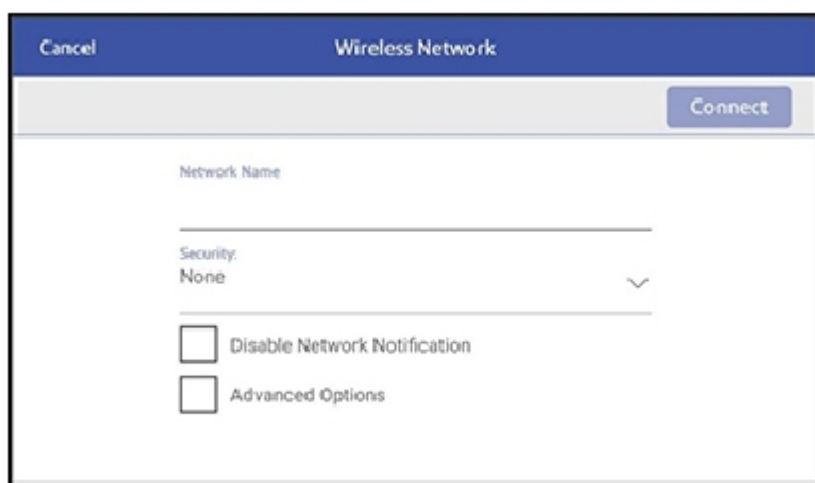 Cancel Wireless Network
Connect
Network Name
Security:
None
Disable Network Notification
Advanced Options